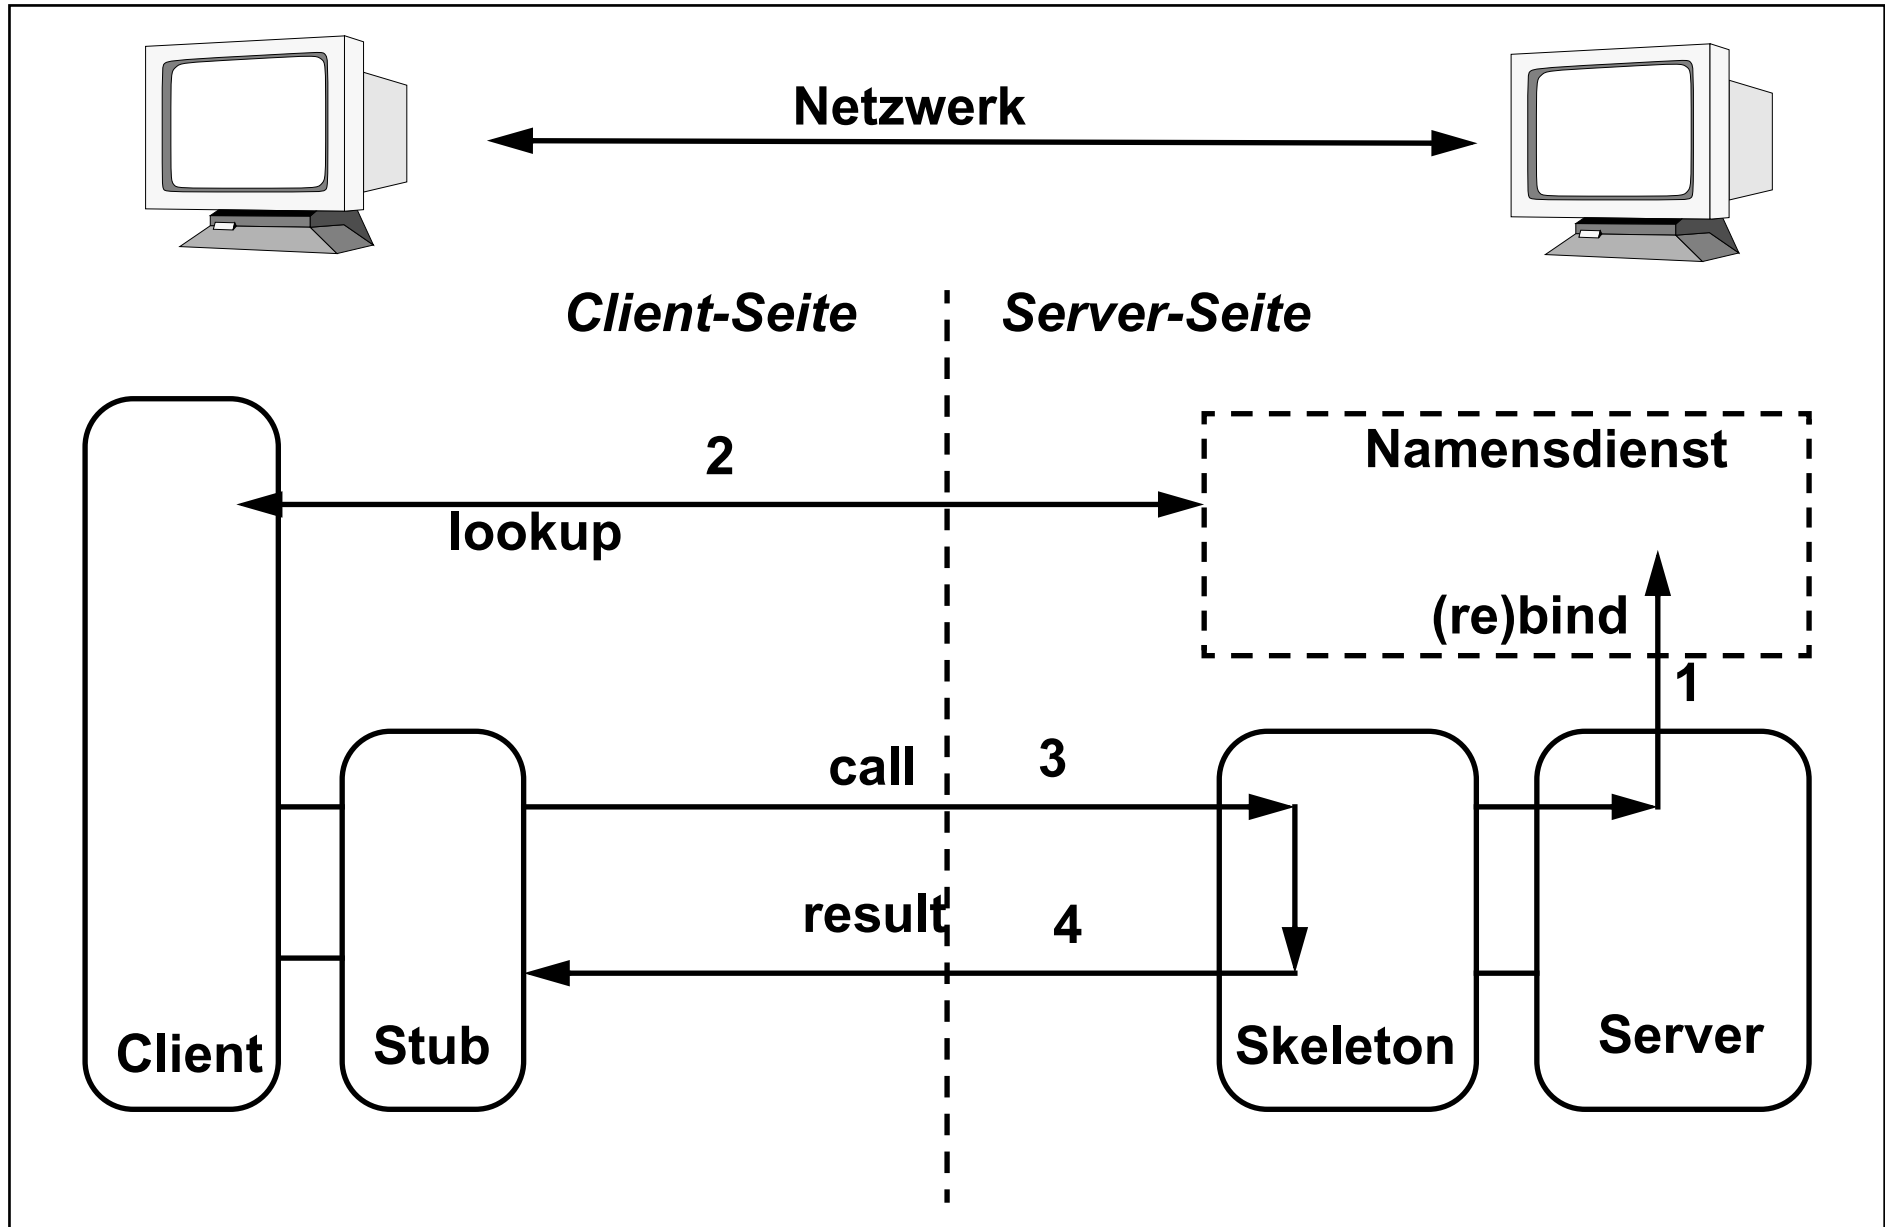 Netzwerk
Client-Seite
Server-Seite
2
lookup
Namensdienst
(re)bind
1
call
3
result
4
Client
Stub
Skeleton
Server